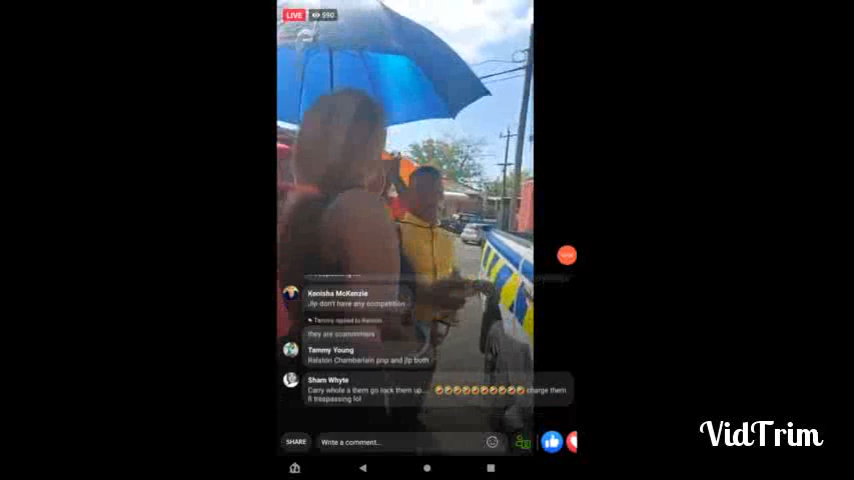 LIVE 590
Kenisha McKenzie
Jlp don't have any competition
Tammy replied to Ralston
they are scammmers
Tammy Young
Ralston Chamberlain pnp and jlp both
Sham Whyte
Carry whole a them go lock them up.... 🤣🤣🤣🤣🤣🤣🤣🤣🤣🤣 charge them
fi trespassing lol
SHARE Write a comment...
VidTrim